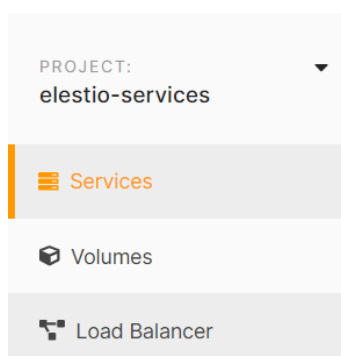 PROJECT:
elestio-services
Services
Volumes
Load Balancer